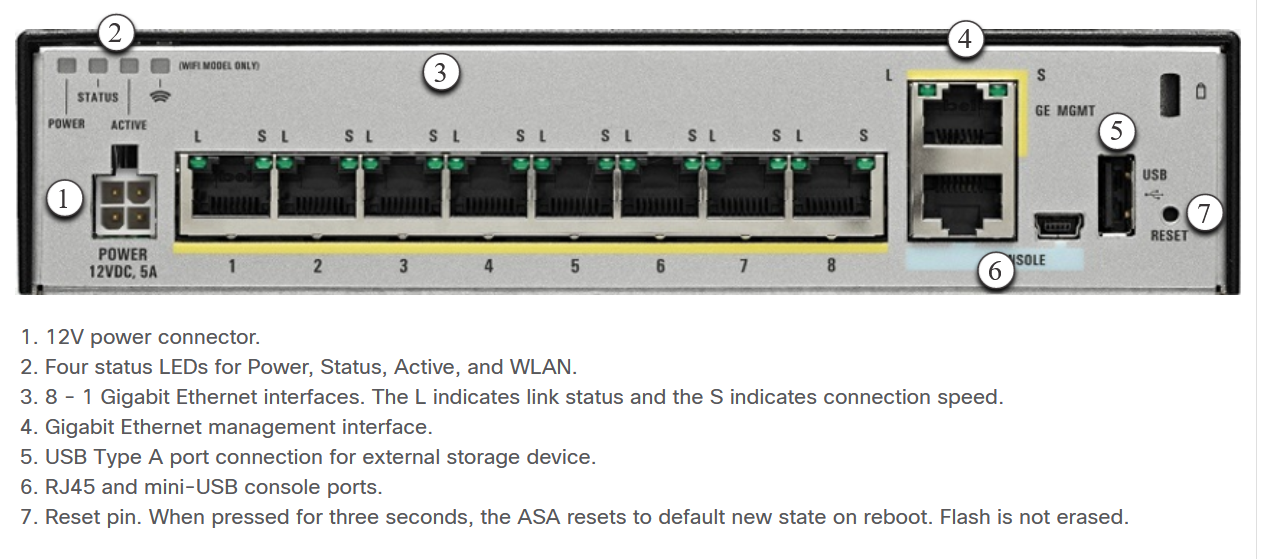 2
4
(WIFI MODEL ONLY)
3
L
S
STATUS
GE MGMT
POWER
ACTIVE
5
L S L S L S L S L S L S L S L S
USB
1
7
RESET
POWER
12VDC, 5A
1 2 3 4 5 6 7 8
6
1. 12V power connector.
2. Four status LEDs for Power, Status, Active, and WLAN.
3. 8 - 1 Gigabit Ethernet interfaces. The L indicates link status and the S indicates connection speed.
4. Gigabit Ethernet management interface.
5. USB Type A port connection for external storage device.
6. RJ45 and mini-USB console ports.
7. Reset pin. When pressed for three seconds, the ASA resets to default new state on reboot. Flash is not erased.